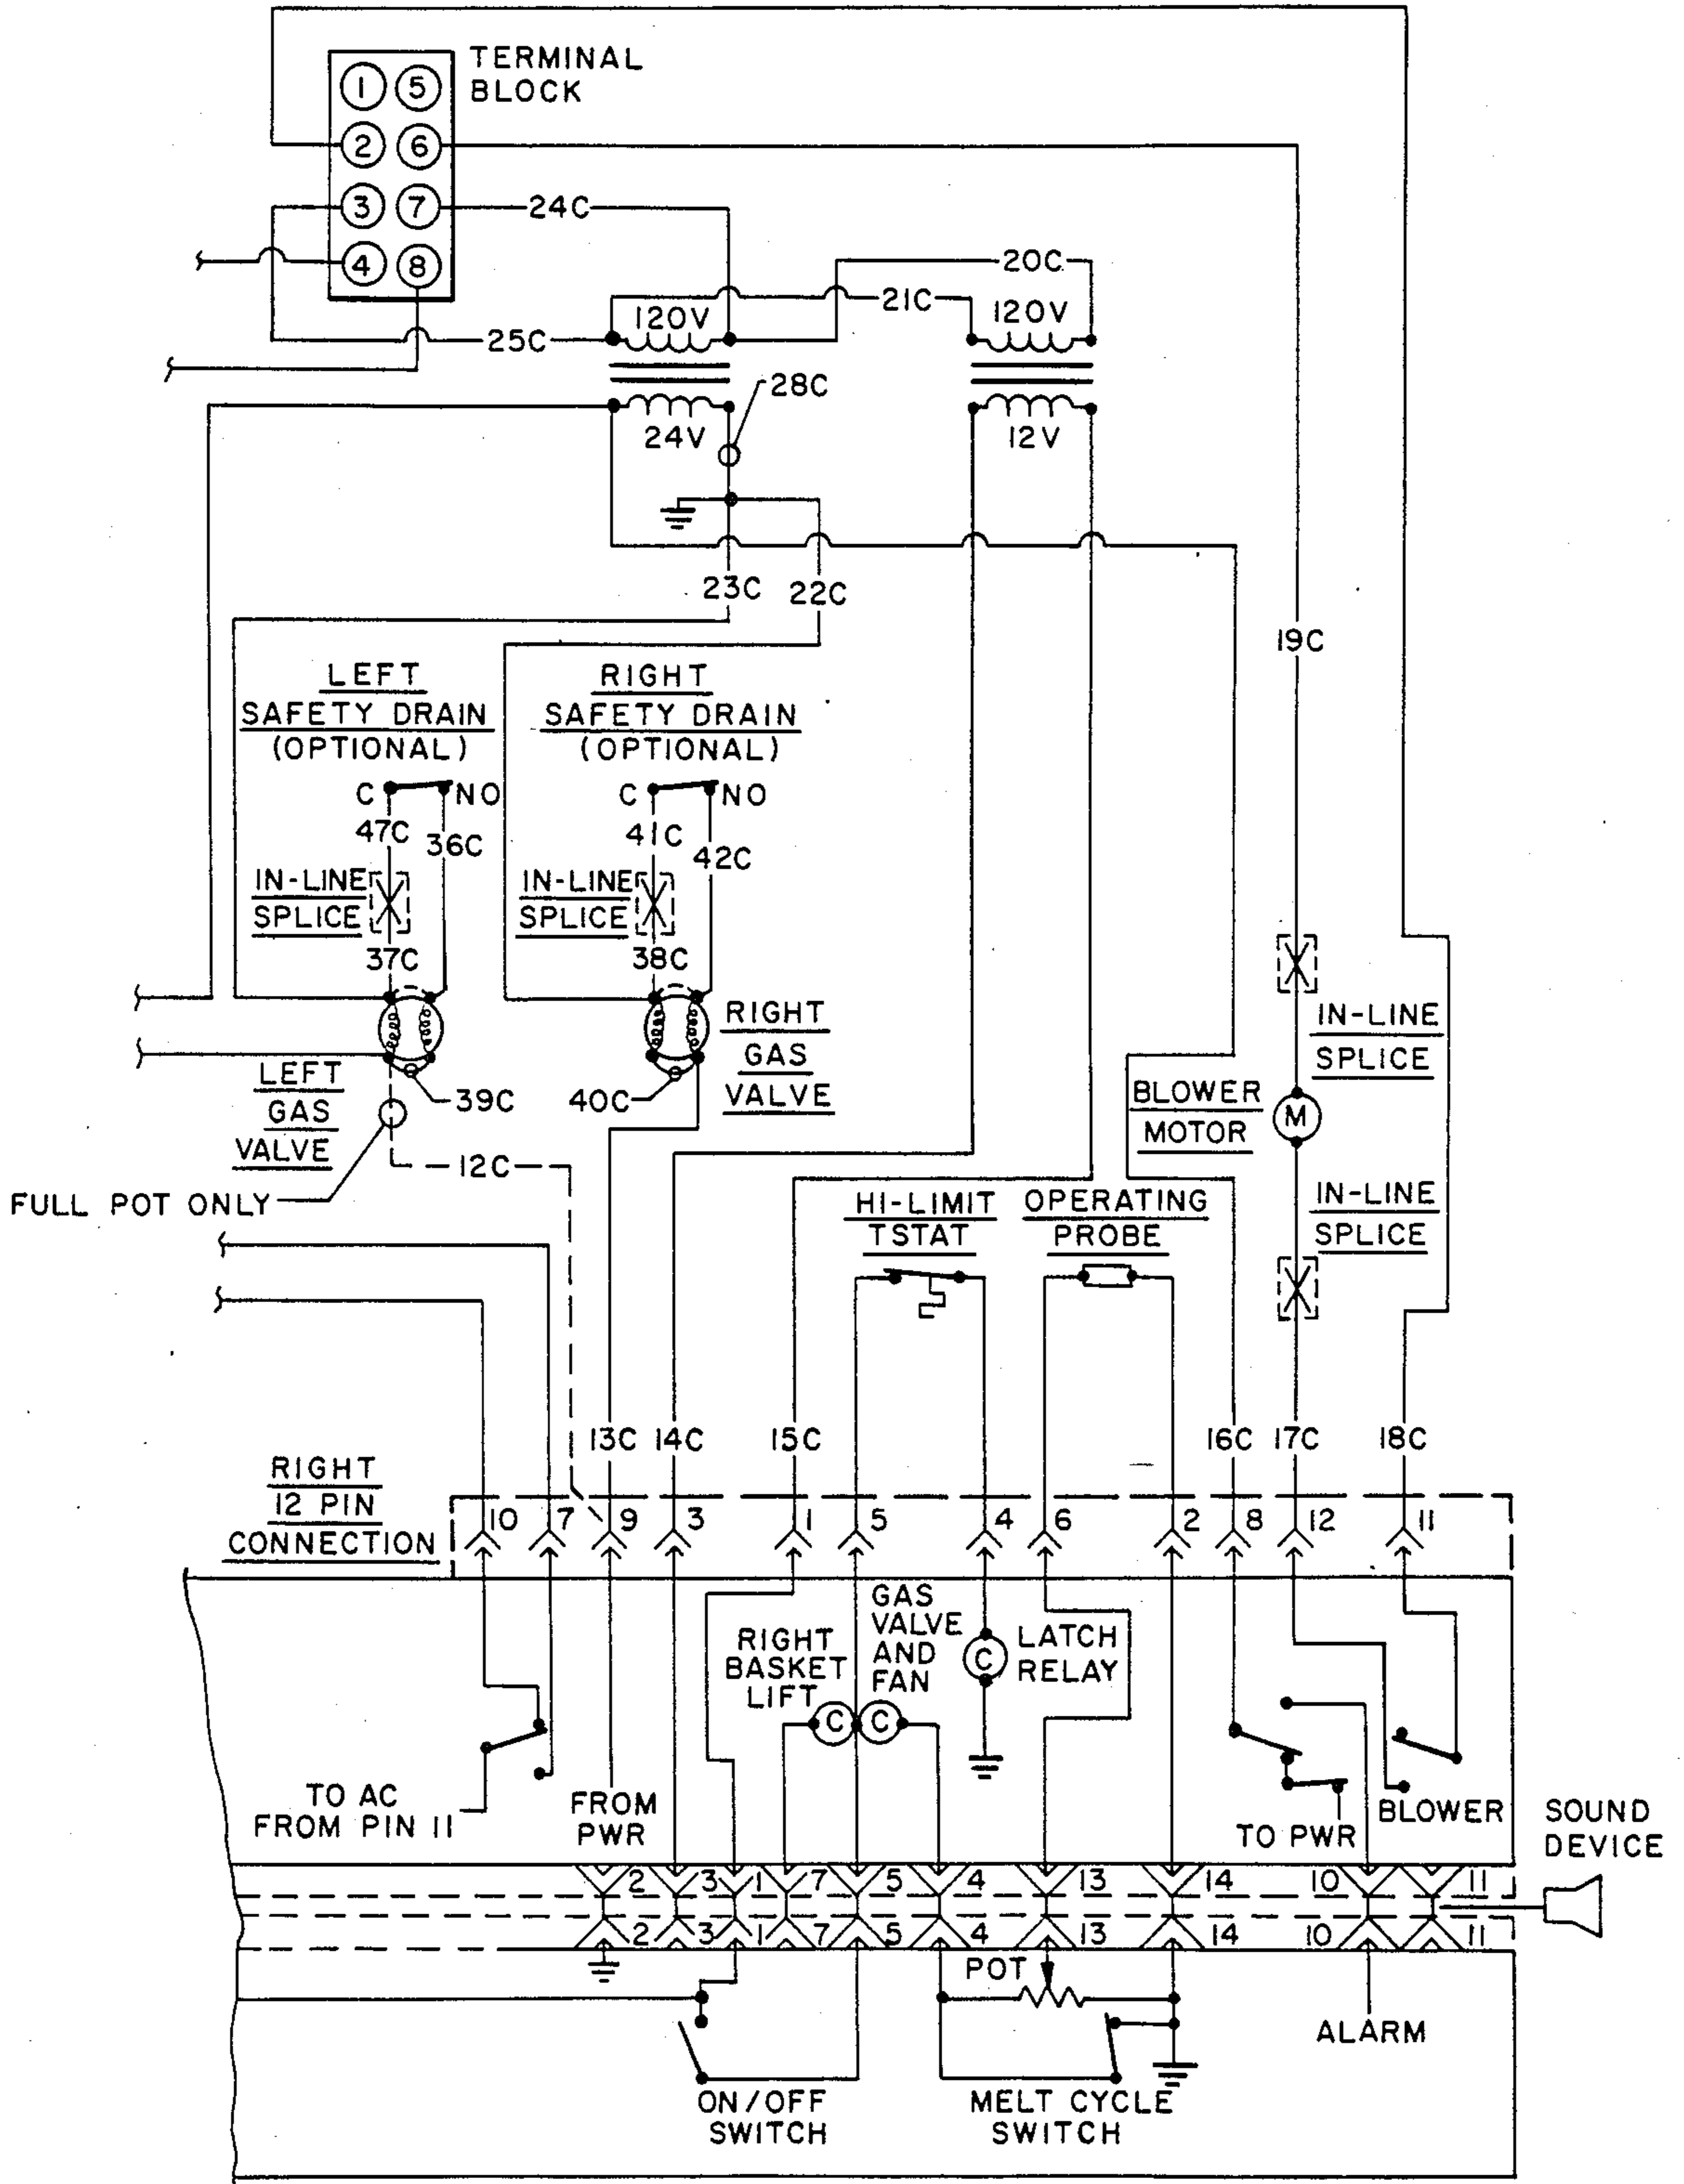 TERMINAL
BLOCK
1 5
2 6
3 7
4 8
24C
20C
21C
25C
120V
120V
28C
24V
12V
23C
22C
19C
LEFT
SAFETY DRAIN
(OPTIONAL)
RIGHT
SAFETY DRAIN
(OPTIONAL)
C NO
C NO
47C
36C
41C
42C
IN-LINE
SPLICE
IN-LINE
SPLICE
37C
38C
RIGHT
GAS
VALVE
IN-LINE
SPLICE
LEFT
GAS
VALVE
39C
40C
BLOWER
MOTOR
M
12C
FULL POT ONLY
HI-LIMIT
TSTAT
OPERATING
PROBE
IN-LINE
SPLICE
13C 14C 15C 16C 17C 18C
RIGHT
12 PIN
CONNECTION
10 7 9 3 1 5 4 6 2 8 12 11
RIGHT
BASKET
LIFT
GAS
VALVE
AND
FAN
C
LATCH
RELAY
C C
TO AC
FROM PIN 11
FROM
PWR
TO PWR
BLOWER
SOUND
DEVICE
2 3 1 7 5 4 13 14 10 11
2 3 1 7 5 4 13 14 10 11
POT
ALARM
ON/OFF
SWITCH
MELT CYCLE
SWITCH